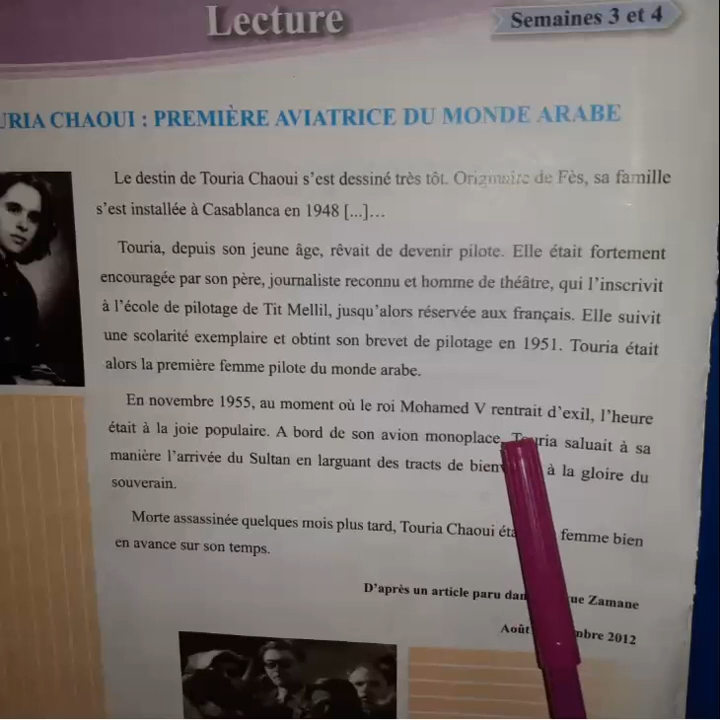 Lecture
Semaines 3 et 4
URIA CHAOUI : PREMIÈRE AVIATRICE DU MONDE ARABE
Le destin de Touria Chaoui s'est dessiné très tôt. Originaire de Fès, sa famille
s'est installée à Casablanca en 1948 [...]…
Touria, depuis son jeune âge, rêvait de devenir pilote. Elle était fortement
encouragée par son père, journaliste reconnu et homme de théâtre, qui l'inscrivit
à l'école de pilotage de Tit Mellil, jusqu'alors réservée aux français. Elle suivit
une scolarité exemplaire et obtint son brevet de pilotage en 1951. Touria était
alors la première femme pilote du monde arabe.
En novembre 1955, au moment où le roi Mohamed V rentrait d'exil, l'heure
était à la joie populaire. A bord de son avion monoplace, Touria saluait à sa
manière l'arrivée du Sultan en larguant des tracts de bien à la gloire du
souverain.
Morte assassinée quelques mois plus tard, Touria Chaoui éta femme bien
en avance sur son temps.
D'après un article paru dan ue Zamane
Août mbre 2012